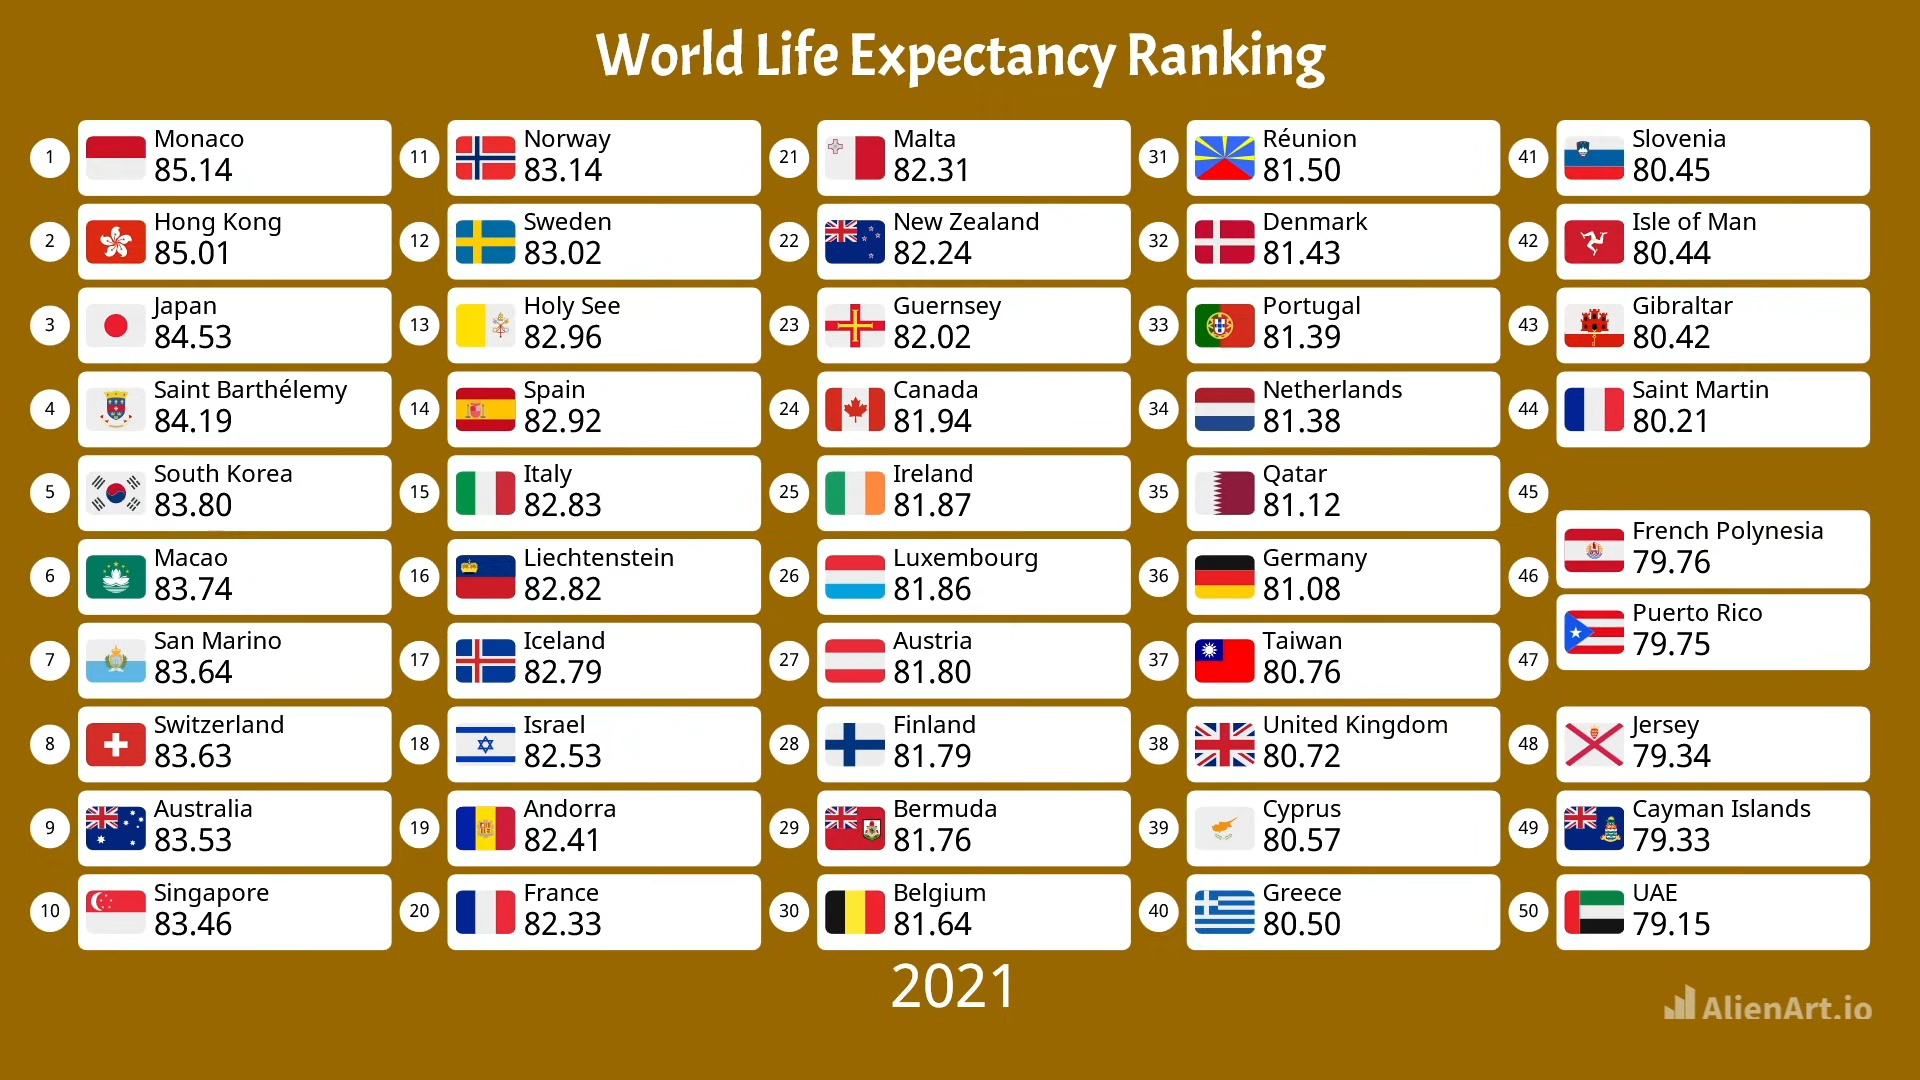 World Life Expectancy Ranking
1
Monaco
85.14
2
Hong Kong
85.01
3
Japan
84.53
4
Saint Barthélemy
84.19
5
South Korea
83.80
6
Macao
83.74
7
San Marino
83.64
8
Switzerland
83.63
9
Australia
83.53
10
Singapore
83.46
11
Norway
83.14
12
Sweden
83.02
13
Holy See
82.96
14
Spain
82.92
15
Italy
82.83
16
Liechtenstein
82.82
17
Iceland
82.79
18
Israel
82.53
19
Andorra
82.41
20
France
82.33
21
Malta
82.31
22
New Zealand
82.24
23
Guernsey
82.02
24
Canada
81.94
25
Ireland
81.87
26
Luxembourg
81.86
27
Austria
81.80
28
Finland
81.79
29
Bermuda
81.76
30
Belgium
81.64
31
Réunion
81.50
32
Denmark
81.43
33
Portugal
81.39
34
Netherlands
81.38
35
Qatar
81.12
36
Germany
81.08
37
Taiwan
80.76
38
United Kingdom
80.72
39
Cyprus
80.57
40
Greece
80.50
41
Slovenia
80.45
42
Isle of Man
80.44
43
Gibraltar
80.42
44
Saint Martin
80.21
45
French Polynesia
79.76
46
Puerto Rico
79.75
47
48
Jersey
79.34
49
Cayman Islands
79.33
50
UAE
79.15
2021
AlienArt.io